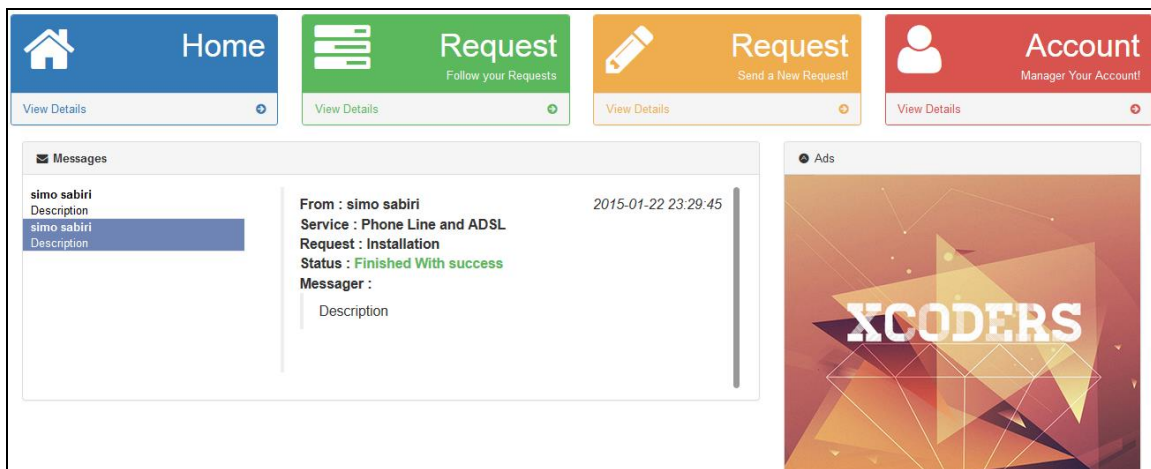 Home
View Details
Request
Follow your Requests
View Details
Request
Send a New Request!
View Details
Account
Manager Your Account!
View Details
Messages
simo sabiri
Description
simo sabiri
Description
From : simo sabiri
2015-01-22 23:29:45
Service : Phone Line and ADSL
Request : Installation
Status : Finished With success
Messager :
Description
Ads
XCODERS